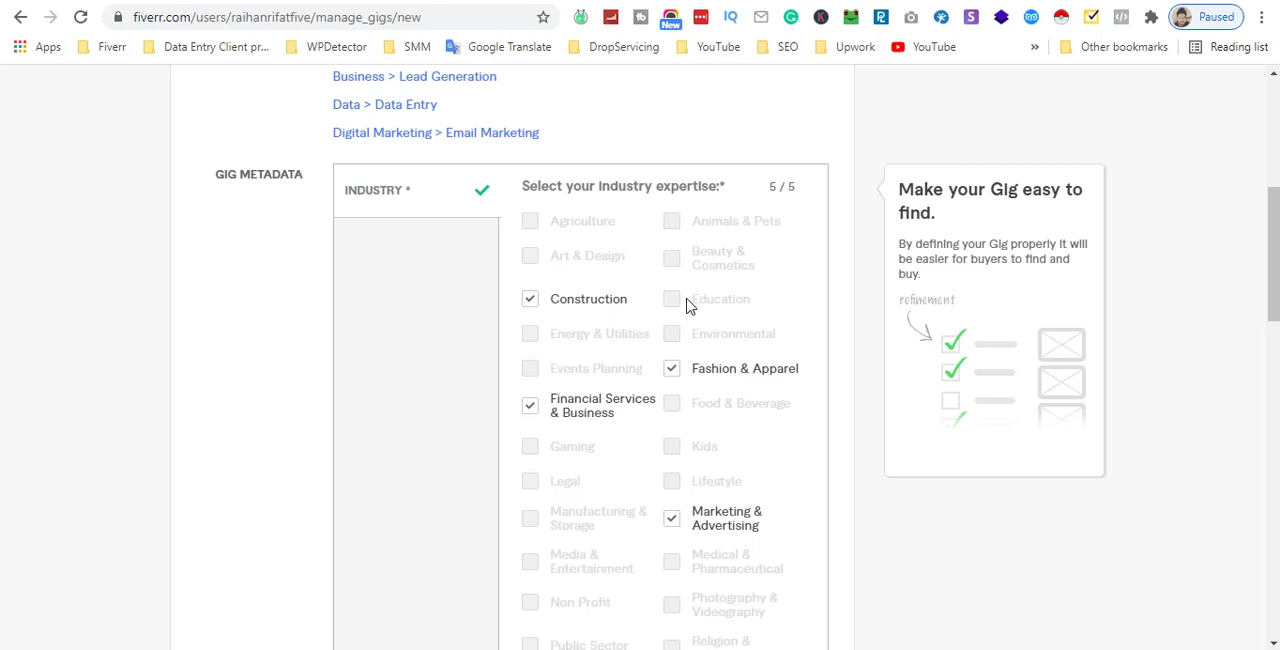 fiverr.com/users/raihanrifatfive/manage_gigs/new
New
Paused
Apps
Fiverr
Data Entry Client pr...
WPDetector
SMM
Google Translate
DropServicing
YouTube
SEO
Upwork
YouTube
»
Other bookmarks
Reading list
Business > Lead Generation
Data > Data Entry
Digital Marketing > Email Marketing
GIG METADATA
INDUSTRY *
Select your industry expertise:*
5 / 5
Agriculture
Animals & Pets
Art & Design
Beauty &
Cosmetics
Construction
Education
Energy & Utilities
Environmental
Events Planning
Fashion & Apparel
Financial Services
& Business
Food & Beverage
Gaming
Kids
Legal
Lifestyle
Manufacturing &
Storage
Marketing &
Advertising
Media &
Entertainment
Medical &
Pharmaceutical
Non Profit
Photography &
Videography
Public Sector
Religion &
Make your Gig easy to
find.
By defining your Gig properly it will
be easier for buyers to find and
buy.
refinement